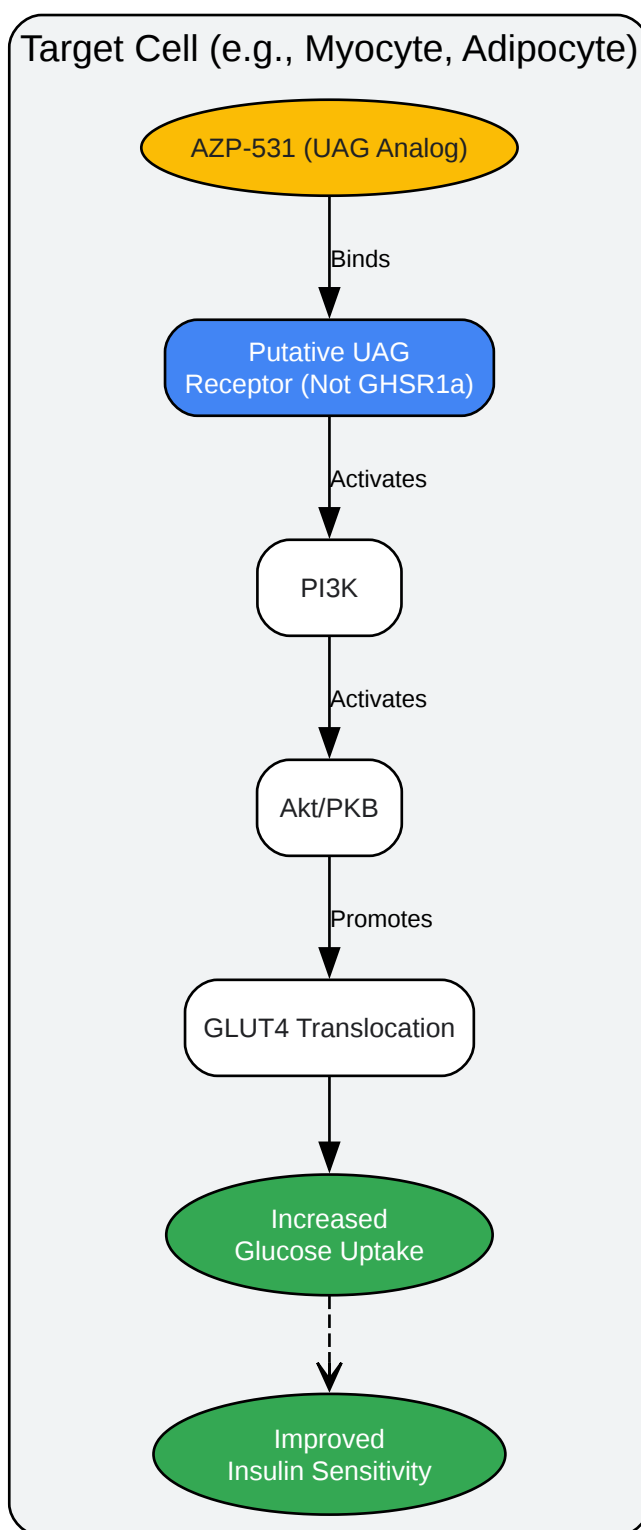 Target Cell (e.g., Myocyte, Adipocyte)
AZP-531 (UAG Analog)
Binds
Putative UAG
Receptor (Not GHSR1a)
Activates
PI3K
Activates
Akt/PKB
Promotes
GLUT4 Translocation
Increased
Glucose Uptake
Improved
Insulin Sensitivity